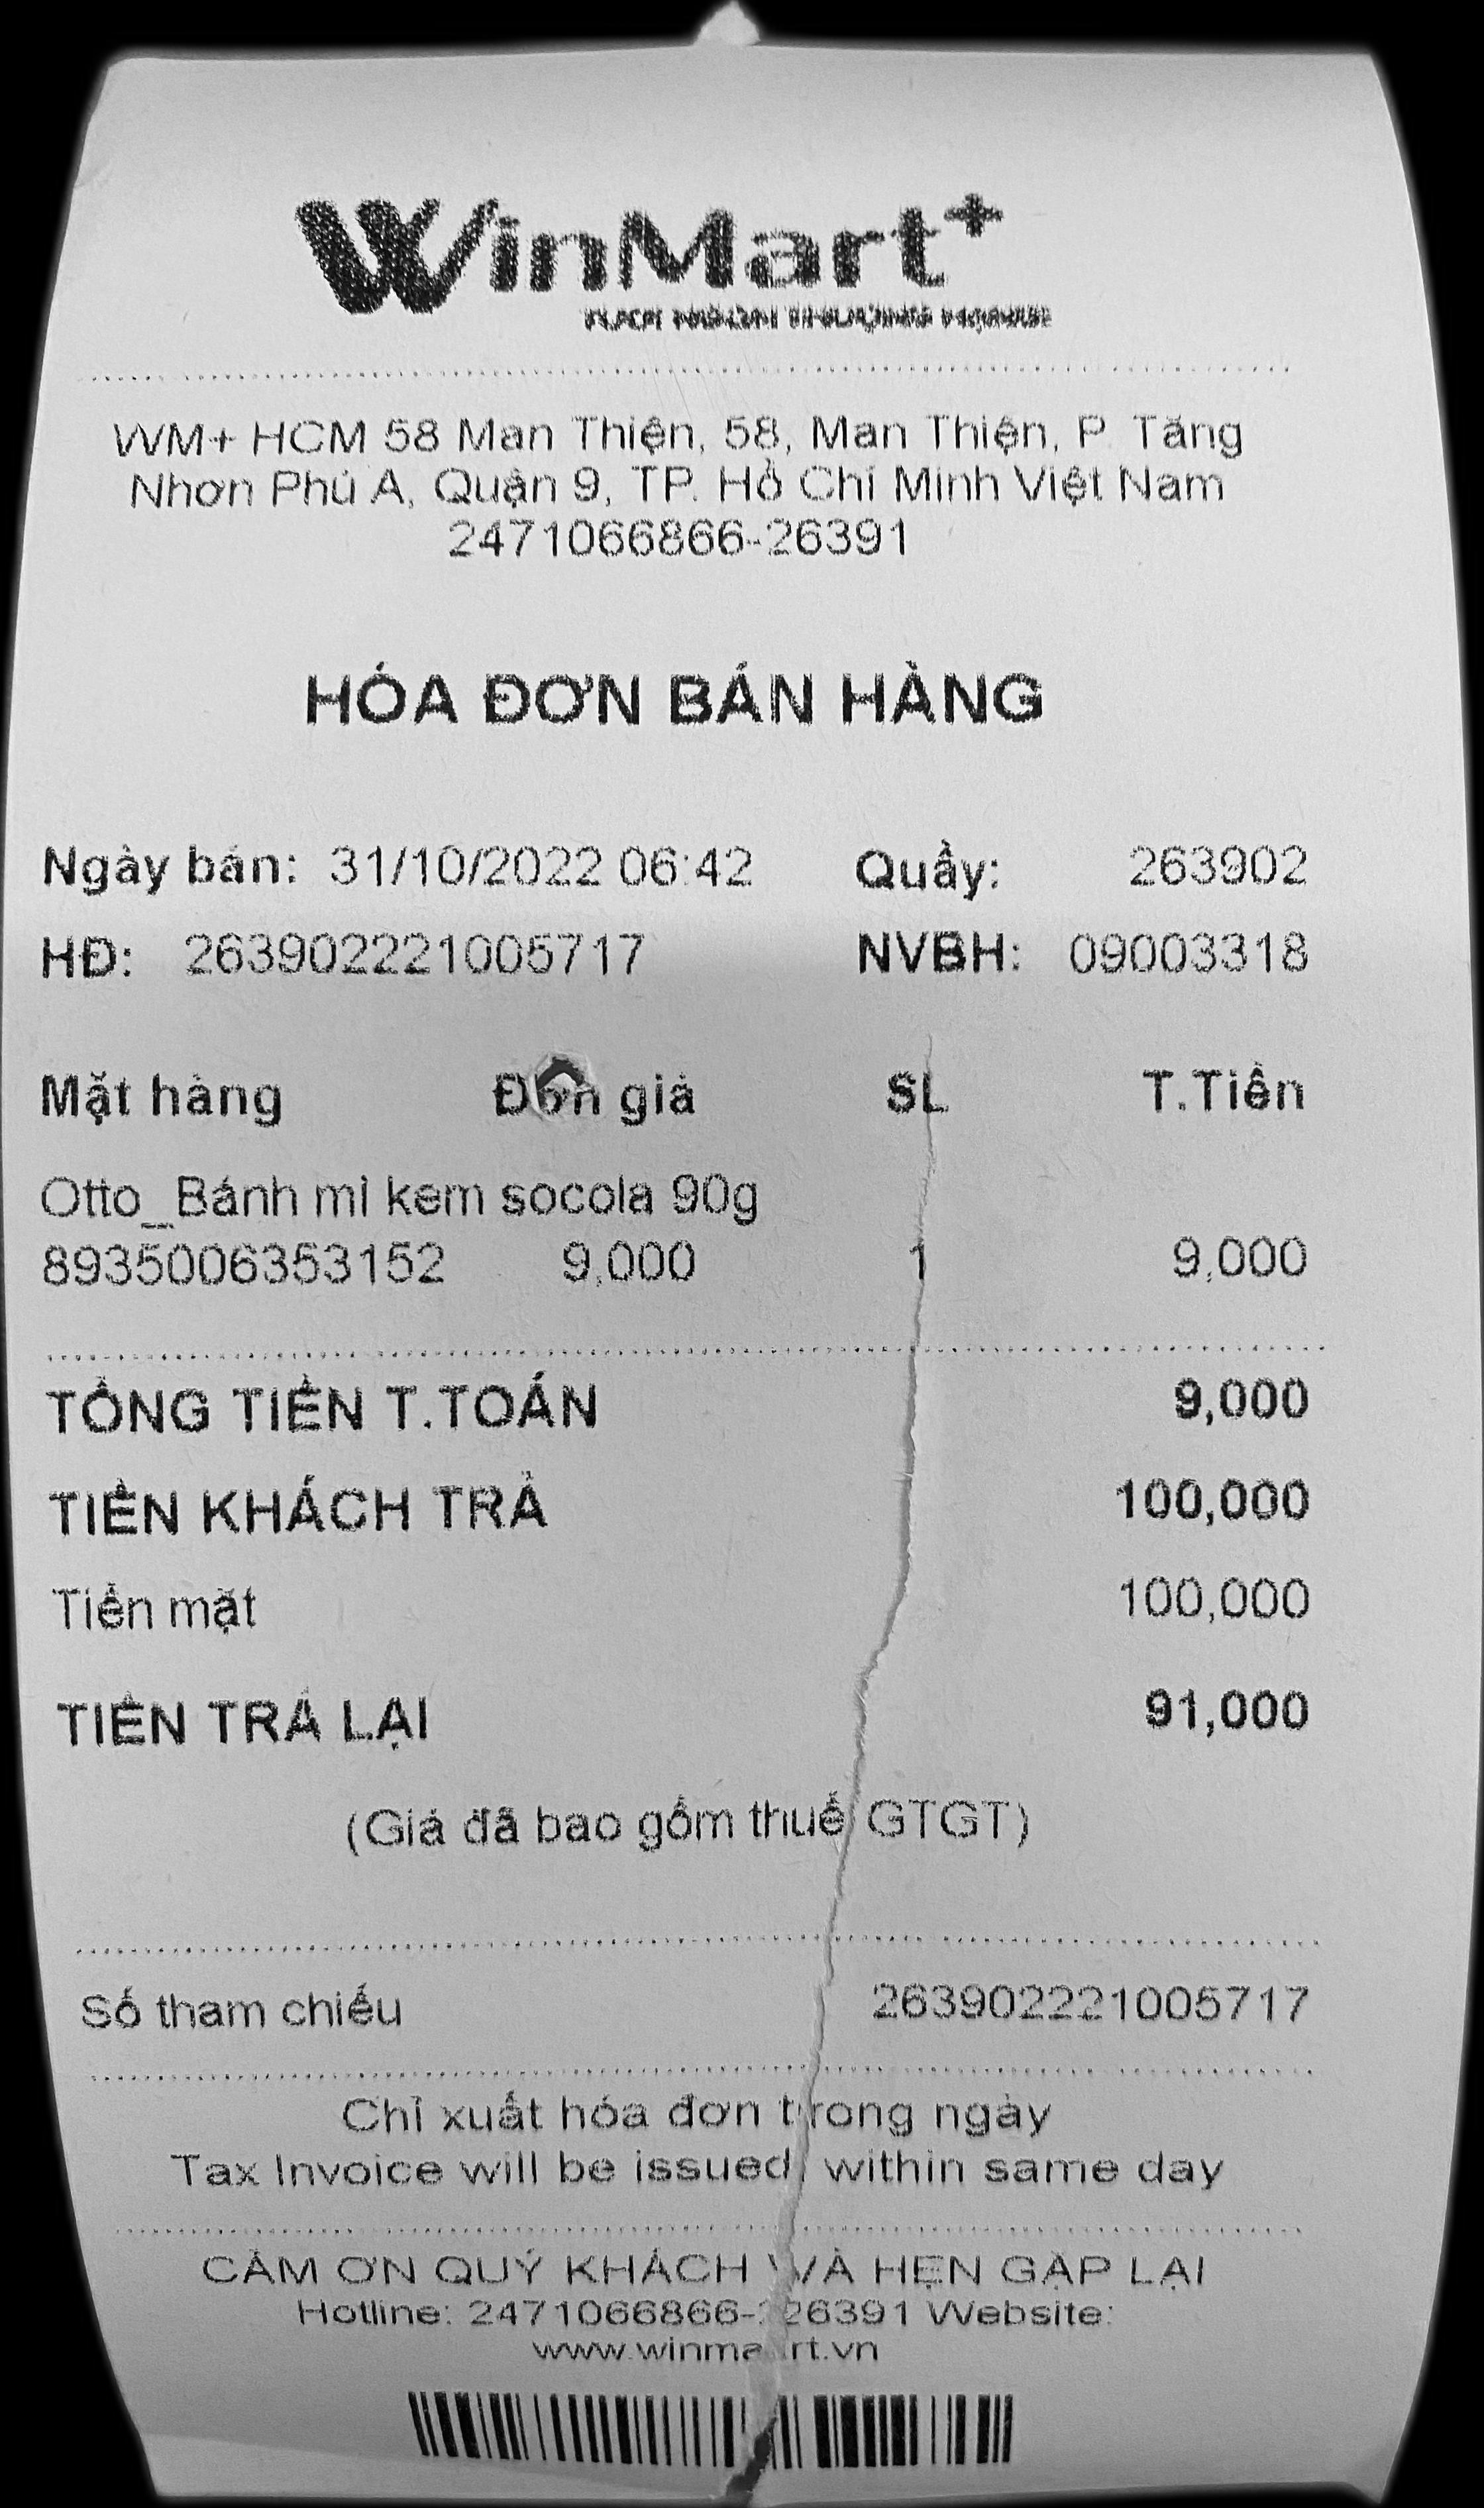 WinMart+
WM+ HCM 58 Man Thiện, 58, Man Thiện, P. Tăng
Nhơn Phú A, Quận 9, TP. Hồ Chí Minh Việt Nam
2471066866-26391
HÓA ĐƠN BÁN HÀNG
Ngày bán: 31/10/2022 06:42 Quầy: 263902
HĐ: 263902221005717 NVBH: 09003318
Mặt hàng Đơn giá SL T.Tiền
Otto_Bánh mì kem socola 90g
8935006353152 9,000 1 9,000
TỔNG TIỀN T.TOÁN 9,000
TIỀN KHÁCH TRẢ 100,000
Tiền mặt 100,000
TIỀN TRẢ LẠI 91,000
(Giá đã bao gồm thuế GTGT)
Số tham chiếu 263902221005717
Chỉ xuất hóa đơn trong ngày
Tax Invoice will be issued within same day
CẢM ƠN QUÝ KHÁCH VÀ HẸN GẶP LẠI
Hotline: 2471066866-26391 Website:
www.winmart.vn